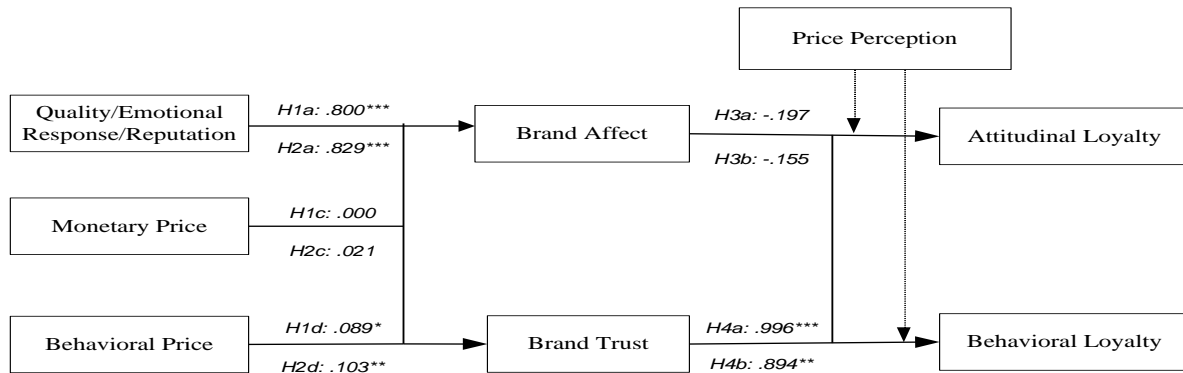 Price Perception
Quality/Emotional
Response/Reputation
H1a: .800***
H2a: .829***
Brand Affect
H3a: -.197
H3b: -.155
Attitudinal Loyalty
Monetary Price
H1c: .000
H2c: .021
Behavioral Price
H1d: .089*
H2d: .103**
Brand Trust
H4a: .996***
H4b: .894**
Behavioral Loyalty